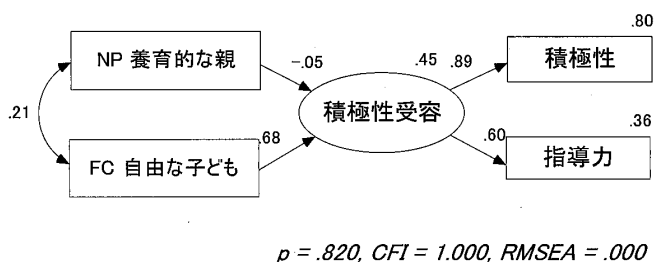 .80
NP 養育的な親
-.05
.45
.89
積極性
.21
積極性受容
.36
FC 自由な子ども
.68
.60
指導力
p = .820, CFI = 1.000, RMSEA = .000